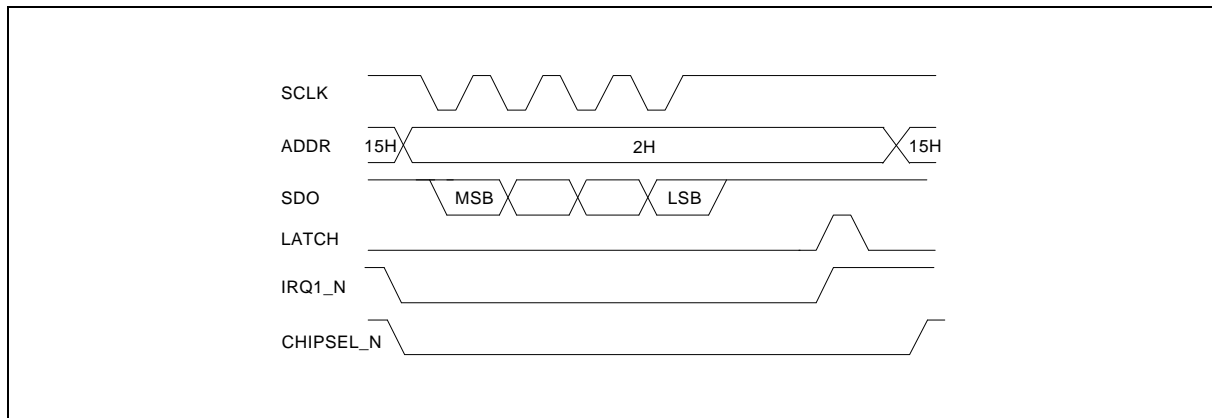 SCLK
ADDR 15H 2H 15H
SDO MSB LSB
LATCH
IRQ1_N
CHIPSEL_N